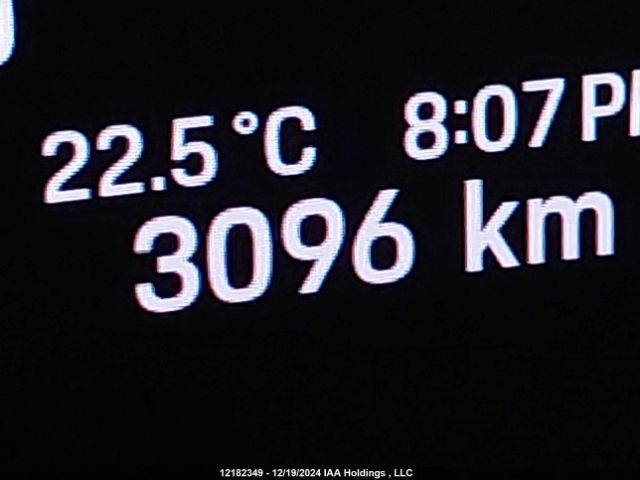 22.5°C 8:07 P
3096 km
12182349 - 12/19/2024 IAA Holdings , LLC